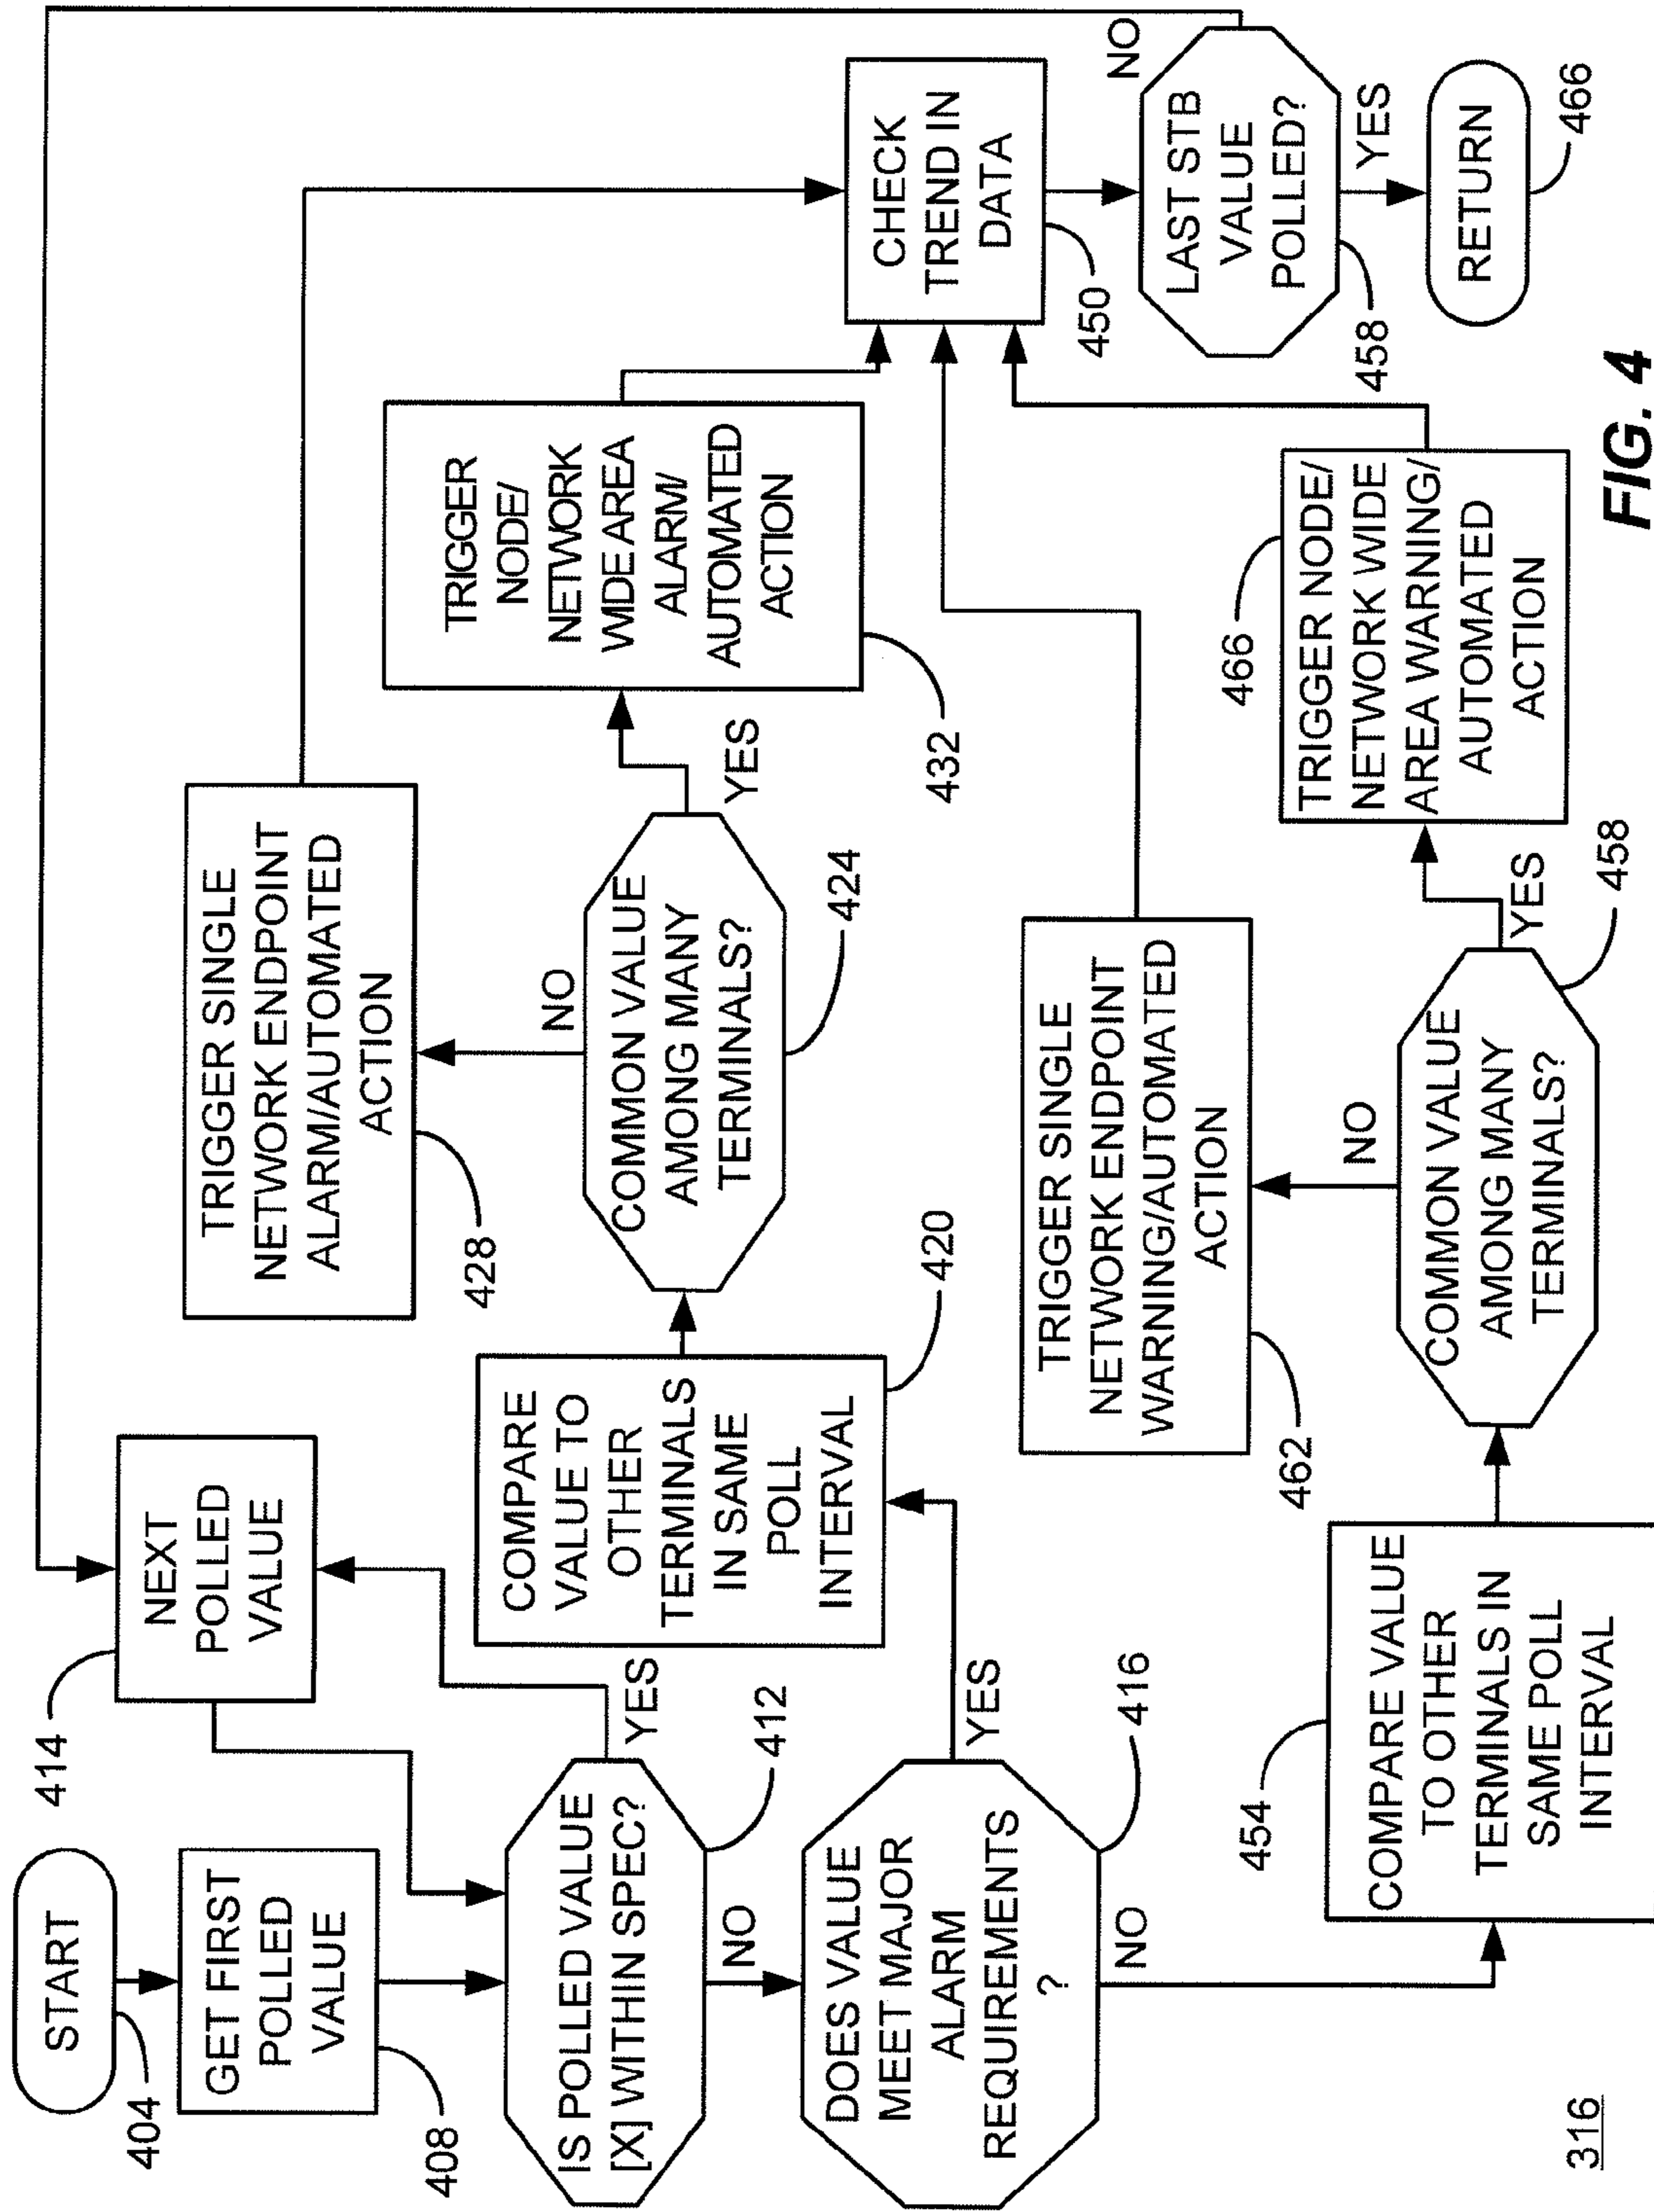 START
404
GET FIRST
POLLED
VALUE
408
IS POLLED VALUE
[X] WITHIN SPEC?
412
YES
NO
NEXT
POLLED
VALUE
414
DOES VALUE
MEET MAJOR
ALARM
REQUIREMENTS
?
416
YES
NO
COMPARE
VALUE TO
OTHER
TERMINALS
IN SAME
POLL
INTERVAL
420
COMMON VALUE
AMONG MANY
TERMINALS?
424
NO
YES
TRIGGER SINGLE
NETWORK ENDPOINT
ALARM/AUTOMATED
ACTION
428
TRIGGER
NODE/
NETWORK
WIDE AREA
ALARM/
AUTOMATED
ACTION
432
COMPARE VALUE
TO OTHER
TERMINALS IN
SAME POLL
INTERVAL
454
COMMON VALUE
AMONG MANY
TERMINALS?
458
NO
YES
TRIGGER SINGLE
NETWORK ENDPOINT
WARNING/AUTOMATED
ACTION
462
TRIGGER NODE/
NETWORK WIDE
AREA WARNING/
AUTOMATED
ACTION
466
CHECK
TREND IN
DATA
450
LAST STB
VALUE
POLLED?
458
NO
YES
RETURN
466
316
FIG. 4